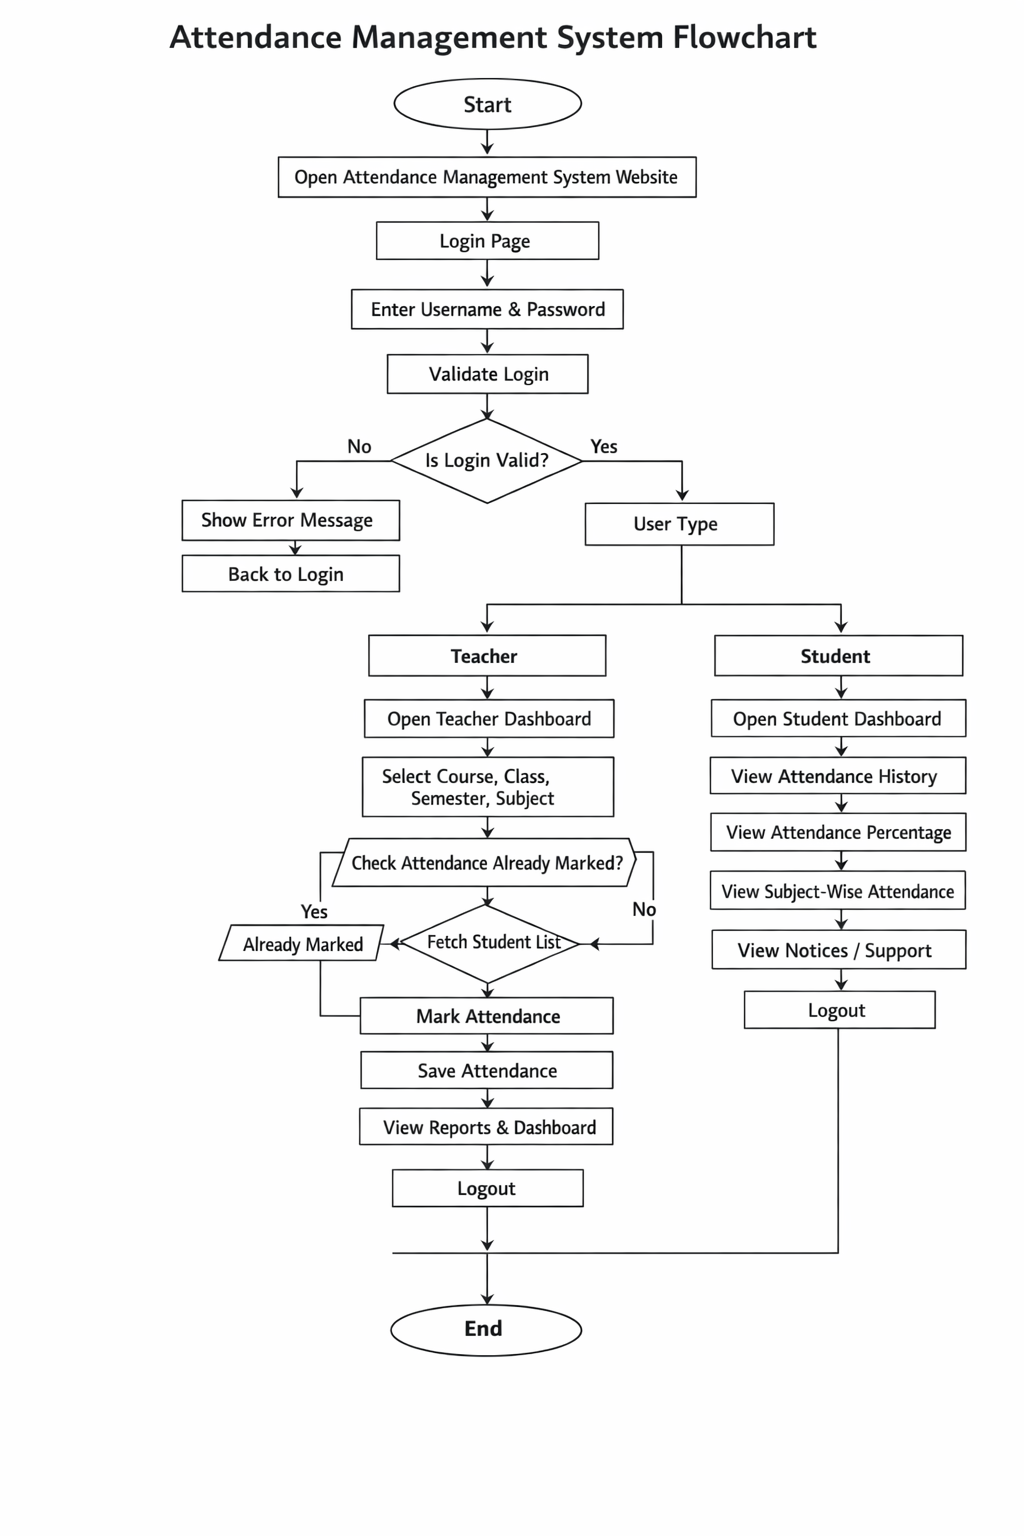 Attendance Management System Flowchart
Start
Open Attendance Management System Website
Login Page
Enter Username & Password
Validate Login
No
Is Login Valid?
Yes
Show Error Message
Back to Login
User Type
Teacher
Student
Open Teacher Dashboard
Open Student Dashboard
Select Course, Class,
Semester, Subject
View Attendance History
View Attendance Percentage
Check Attendance Already Marked?
View Subject-Wise Attendance
Yes
No
Already Marked
Fetch Student List
View Notices / Support
Mark Attendance
Logout
Save Attendance
View Reports & Dashboard
Logout
End